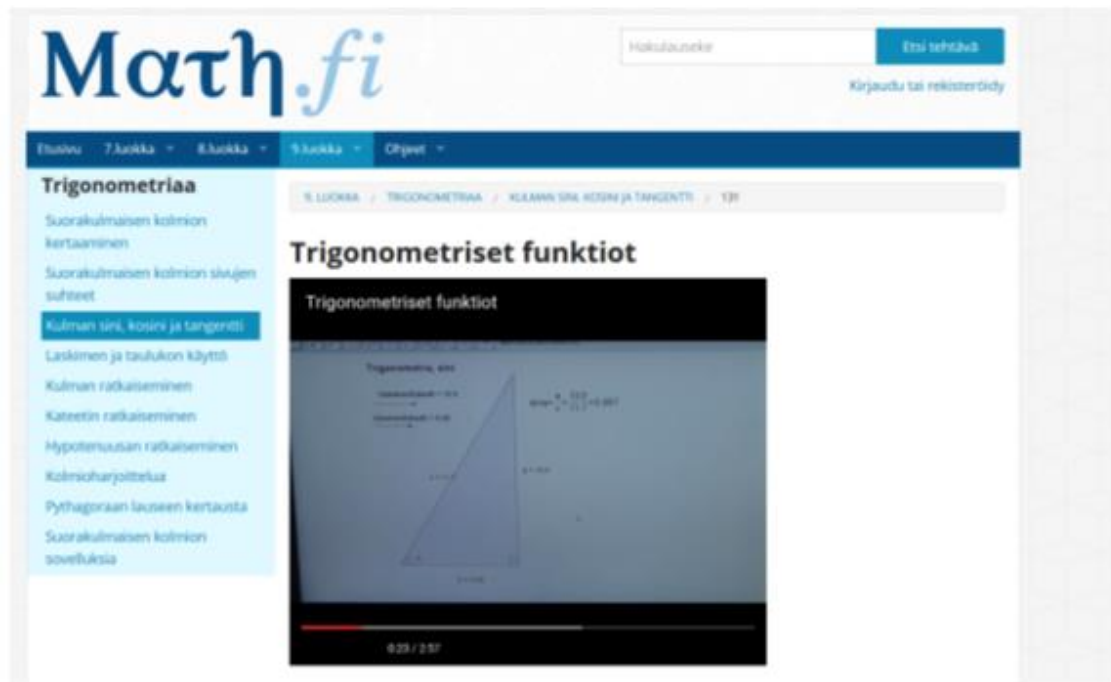 Mατh.fi
Hakulauseke
Etsi tehtävä
Kirjaudu tai rekisteröidy
Etusivu 7.luokka 8.luokka 9.luokka Ohjeet
Trigonometriaa
Suorakulmaisen kolmion
kertaaminen
Suorakulmaisen kolmion sivujen
suhteet
Kulman sini, kosini ja tangentti
Laskimen ja taulukon käyttö
Kulman ratkaiseminen
Kateetin ratkaiseminen
Hypotenuusan ratkaiseminen
Kolmioharjoittelua
Pythagoraan lauseen kertausta
Suorakulmaisen kolmion
sovelluksia
9. LUOKKA / TRIGONOMETRIAA / KULMAN SINI, KOSINI JA TANGENTTI / 131
Trigonometriset funktiot
Trigonometriset funktiot
Trigonometria, sini
0:23 / 2:57